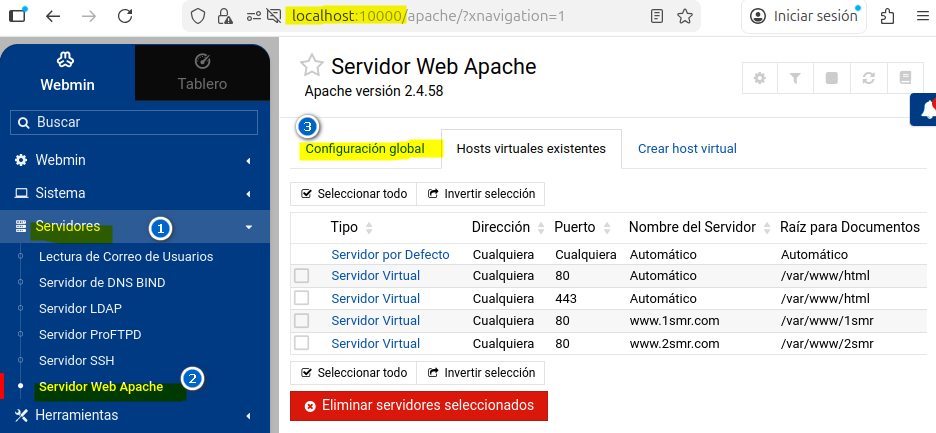 localhost:10000/apache/?xnavigation=1
Iniciar sesión
Webmin
Tablero
Buscar
Webmin
Sistema
Servidores
1
Lectura de Correo de Usuarios
Servidor de DNS BIND
Servidor LDAP
Servidor ProFTPD
Servidor SSH
Servidor Web Apache
2
Herramientas
Servidor Web Apache
Apache versión 2.4.58
3
Configuración global
Hosts virtuales existentes
Crear host virtual
Seleccionar todo Invertir selección
Tipo Dirección Puerto Nombre del Servidor Raíz para Documentos
Servidor por Defecto Cualquiera Cualquiera Automático Automático
Servidor Virtual Cualquiera 80 Automático /var/www/html
Servidor Virtual Cualquiera 443 Automático /var/www/html
Servidor Virtual Cualquiera 80 www.1smr.com /var/www/1smr
Servidor Virtual Cualquiera 80 www.2smr.com /var/www/2smr
Seleccionar todo Invertir selección
Eliminar servidores seleccionados